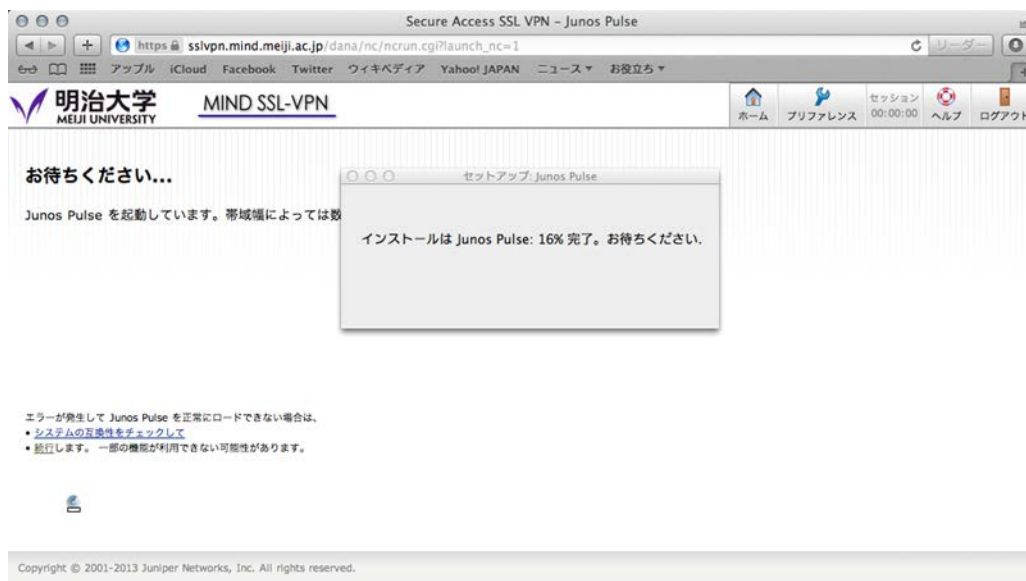 Secure Access SSL VPN – Junos Pulse
https sslvpn.mind.meiji.ac.jp/dana/nc/ncrun.cgi?launch_nc=1
リーダー
アップル iCloud Facebook Twitter ウィキペディア Yahoo! JAPAN ニュース▼ お役立ち▼
明治大学 MIND SSL-VPN
MEIJI UNIVERSITY
ホーム プリファレンス セッション 00:00:00 ヘルプ ログアウト
お待ちください...
セットアップ: Junos Pulse
Junos Pulse を起動しています。帯域幅によっては数
インストールは Junos Pulse: 16% 完了。お待ちください.
エラーが発生して Junos Pulse を正常にロードできない場合は、
• システムの互換性をチェックして
• 続行します。 一部の機能が利用できない可能性があります。
Copyright © 2001-2013 Juniper Networks, Inc. All rights reserved.